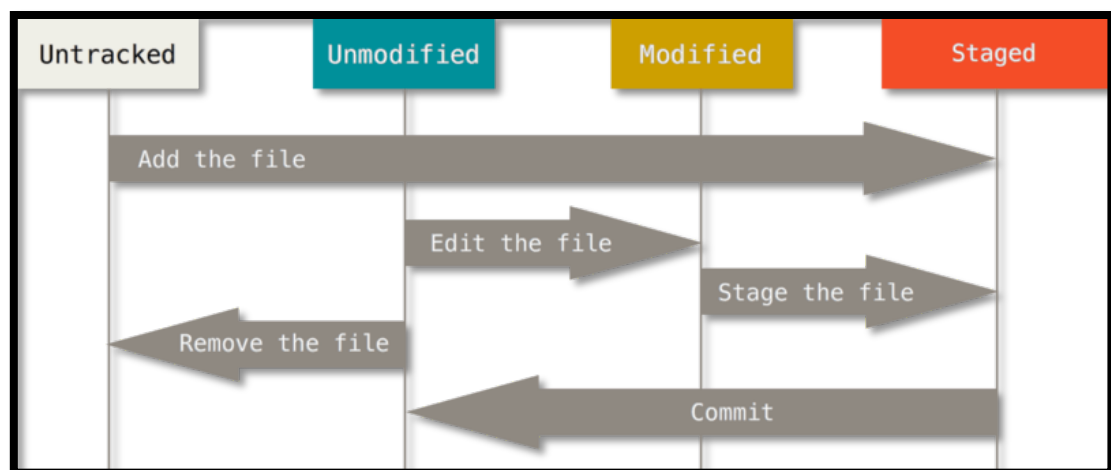 Untracked
Unmodified
Modified
Staged
Add the file
Edit the file
Stage the file
Remove the file
Commit